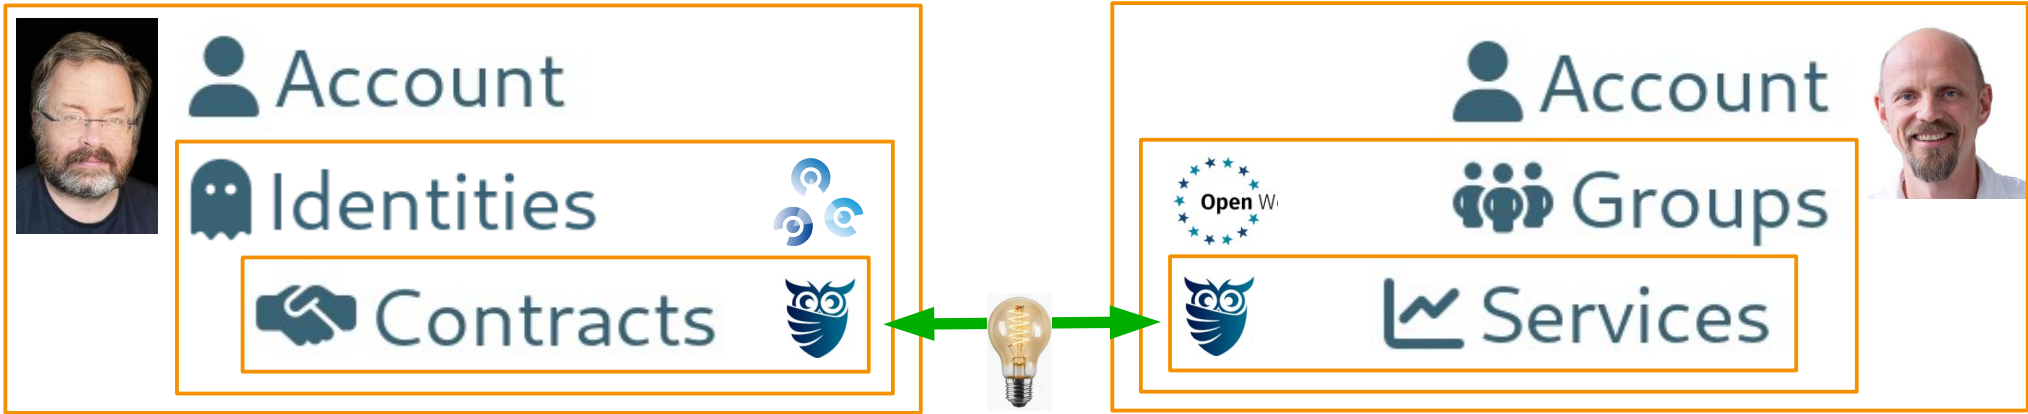 Account
Identities
Contracts
Account
Open W
Groups
Services